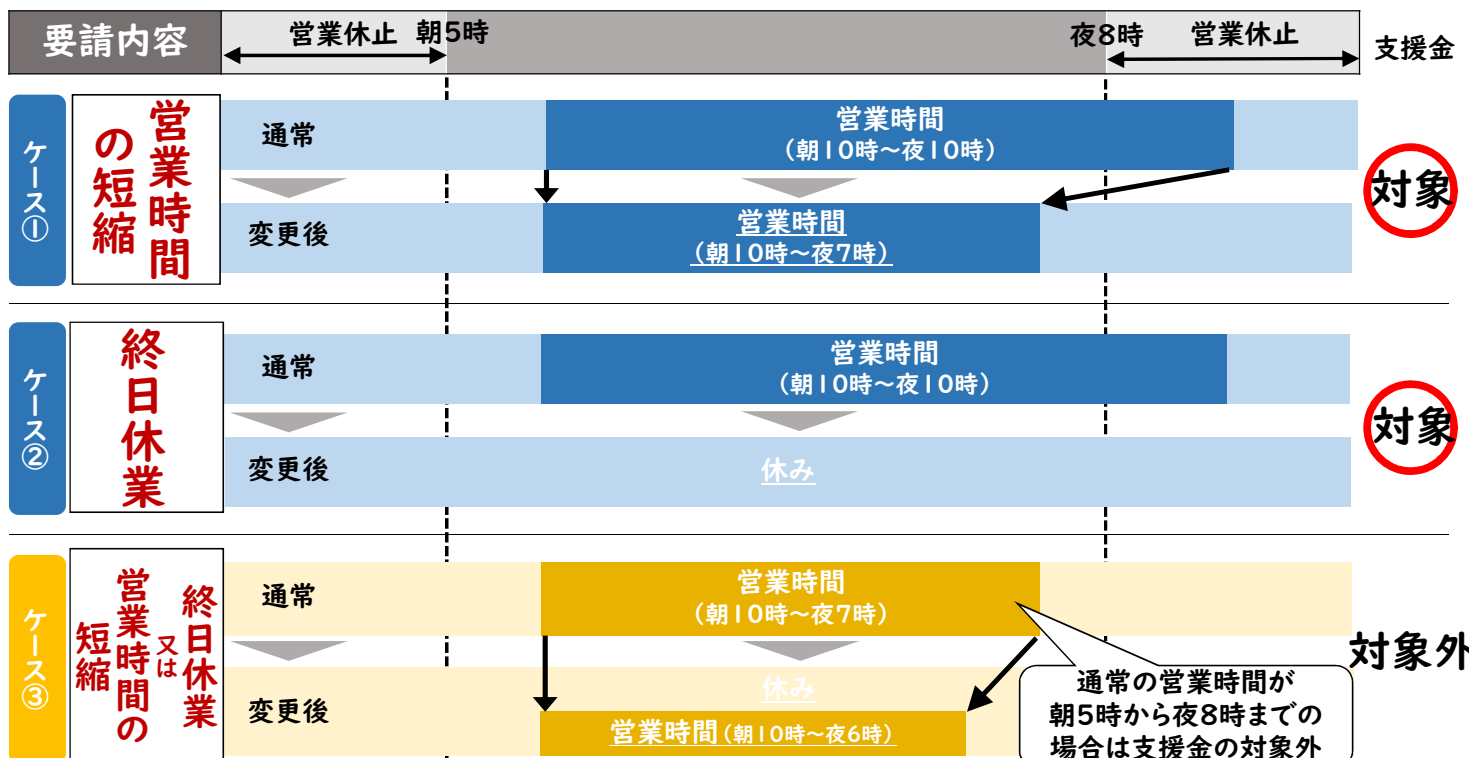 要請内容
営業休止
朝5時
夜8時
営業休止
支援金
ケース①
営業時間
の短縮
通常
営業時間
(朝10時～夜10時)
変更後
営業時間
(朝10時～夜7時)
対象
ケース②
終日休業
通常
営業時間
(朝10時～夜10時)
変更後
休み
対象
ケース③
終日休業
又は
営業時間の
短縮
通常
営業時間
(朝10時～夜7時)
変更後
休み
営業時間(朝10時～夜6時)
通常の営業時間が
朝5時から夜8時までの
場合は支援金の対象外
対象外